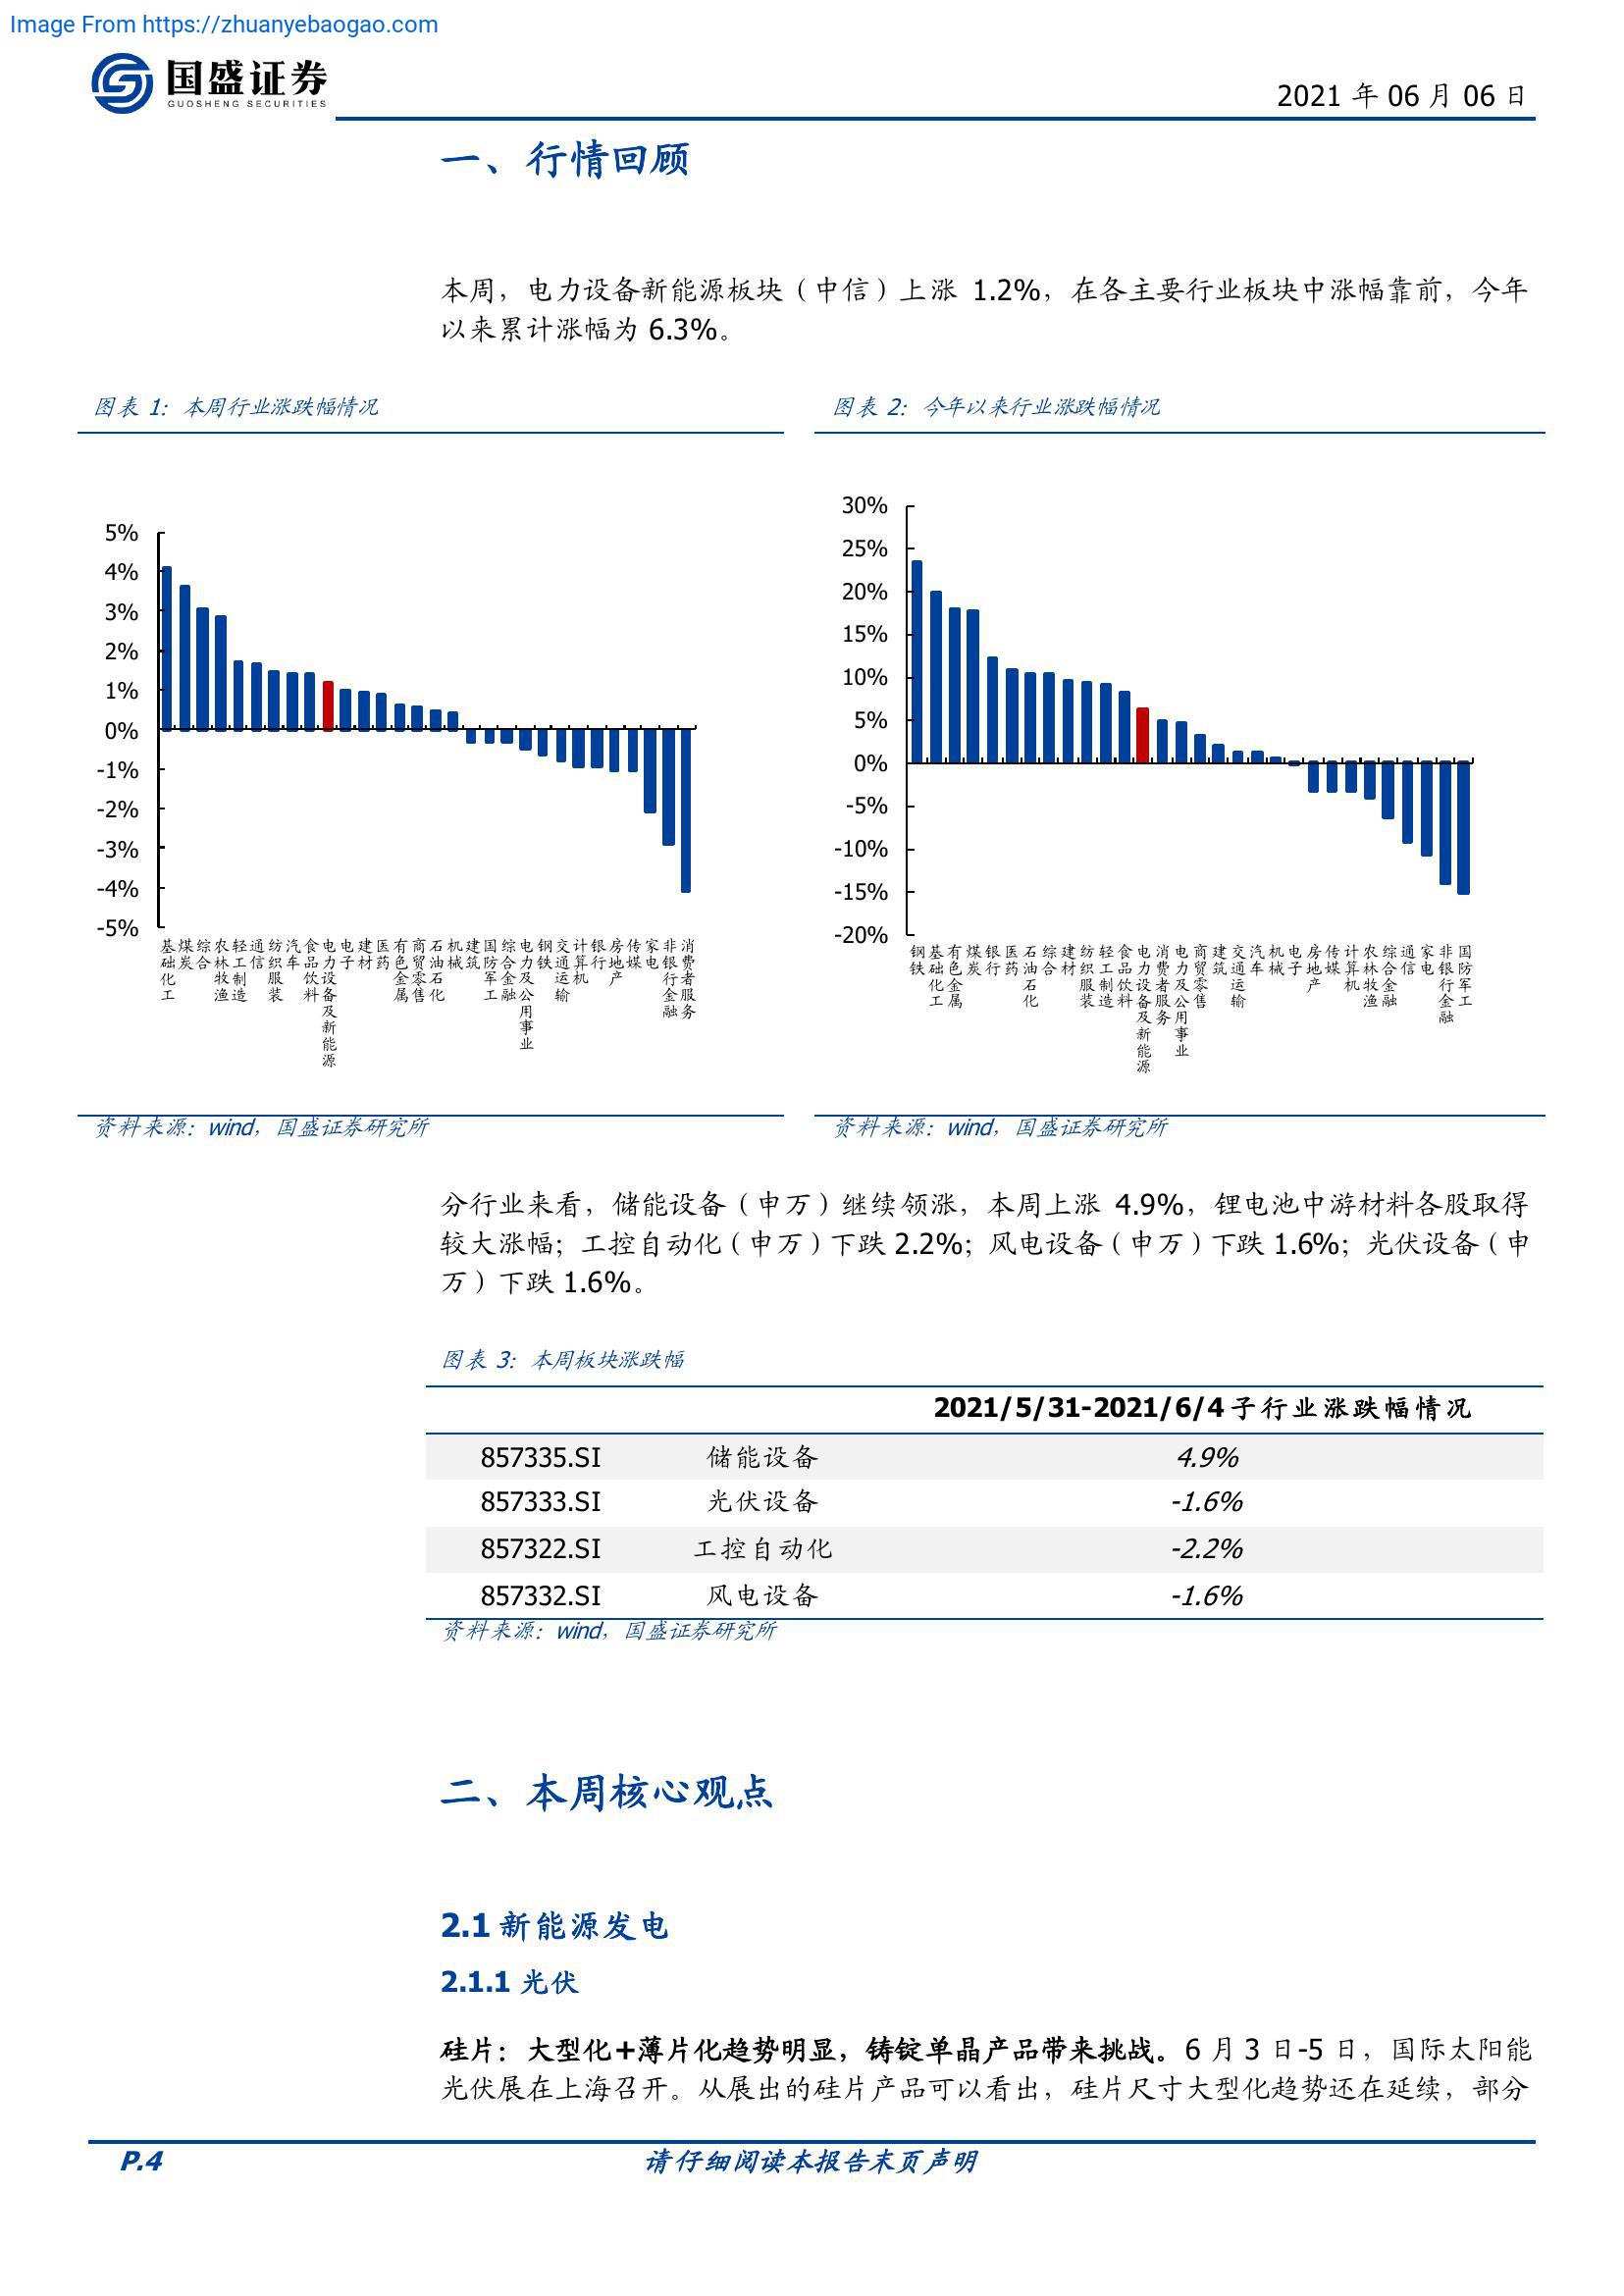 Image From https://zhuanyebaogao.com
国盛证券
GUOSHENG SECURITIES
2021 年 06 月 06 日
一、行情回顾
本周，电力设备新能源板块（中信）上涨 1.2%，在各主要行业板块中涨幅靠前，今年
以来累计涨幅为 6.3%。
图表 1：本周行业涨跌幅情况
5%
4%
3%
2%
1%
0%
-1%
-2%
-3%
-4%
-5%
基础化工
煤炭
综合
农林牧渔
轻工制造
通信
纺织服装
汽车
食品饮料
电力设备及新能源
电子
建材
医药
有色金属
商贸零售
石油石化
机械
建筑
国防军工
综合金融
电力及公用事业
钢铁
交通运输
计算机
银行
房地产
传媒
家电
非银行金融
消费者服务
资料来源：wind，国盛证券研究所
图表 2：今年以来行业涨跌幅情况
30%
25%
20%
15%
10%
5%
0%
-5%
-10%
-15%
-20%
钢铁
基础化工
有色金属
煤炭
银行
医药
石油石化
综合
建材
纺织服装
轻工制造
食品饮料
电力设备及新能源
消费者服务
电力及公用事业
商贸零售
建筑
交通运输
汽车
机械
电子
房地产
传媒
计算机
农林牧渔
综合金融
通信
家电
非银行金融
国防军工
资料来源：wind，国盛证券研究所
分行业来看，储能设备（申万）继续领涨，本周上涨 4.9%，锂电池中游材料各股取得
较大涨幅；工控自动化（申万）下跌 2.2%；风电设备（申万）下跌 1.6%；光伏设备（申
万）下跌 1.6%。
图表 3：本周板块涨跌幅
2021/5/31-2021/6/4 子行业涨跌幅情况
857335.SI 储能设备 4.9%
857333.SI 光伏设备 -1.6%
857322.SI 工控自动化 -2.2%
857332.SI 风电设备 -1.6%
资料来源：wind，国盛证券研究所
二、本周核心观点
2.1 新能源发电
2.1.1 光伏
硅片：大型化+薄片化趋势明显，铸锭单晶产品带来挑战。6 月 3 日-5 日，国际太阳能
光伏展在上海召开。从展出的硅片产品可以看出，硅片尺寸大型化趋势还在延续，部分
P.4
请仔细阅读本报告末页声明